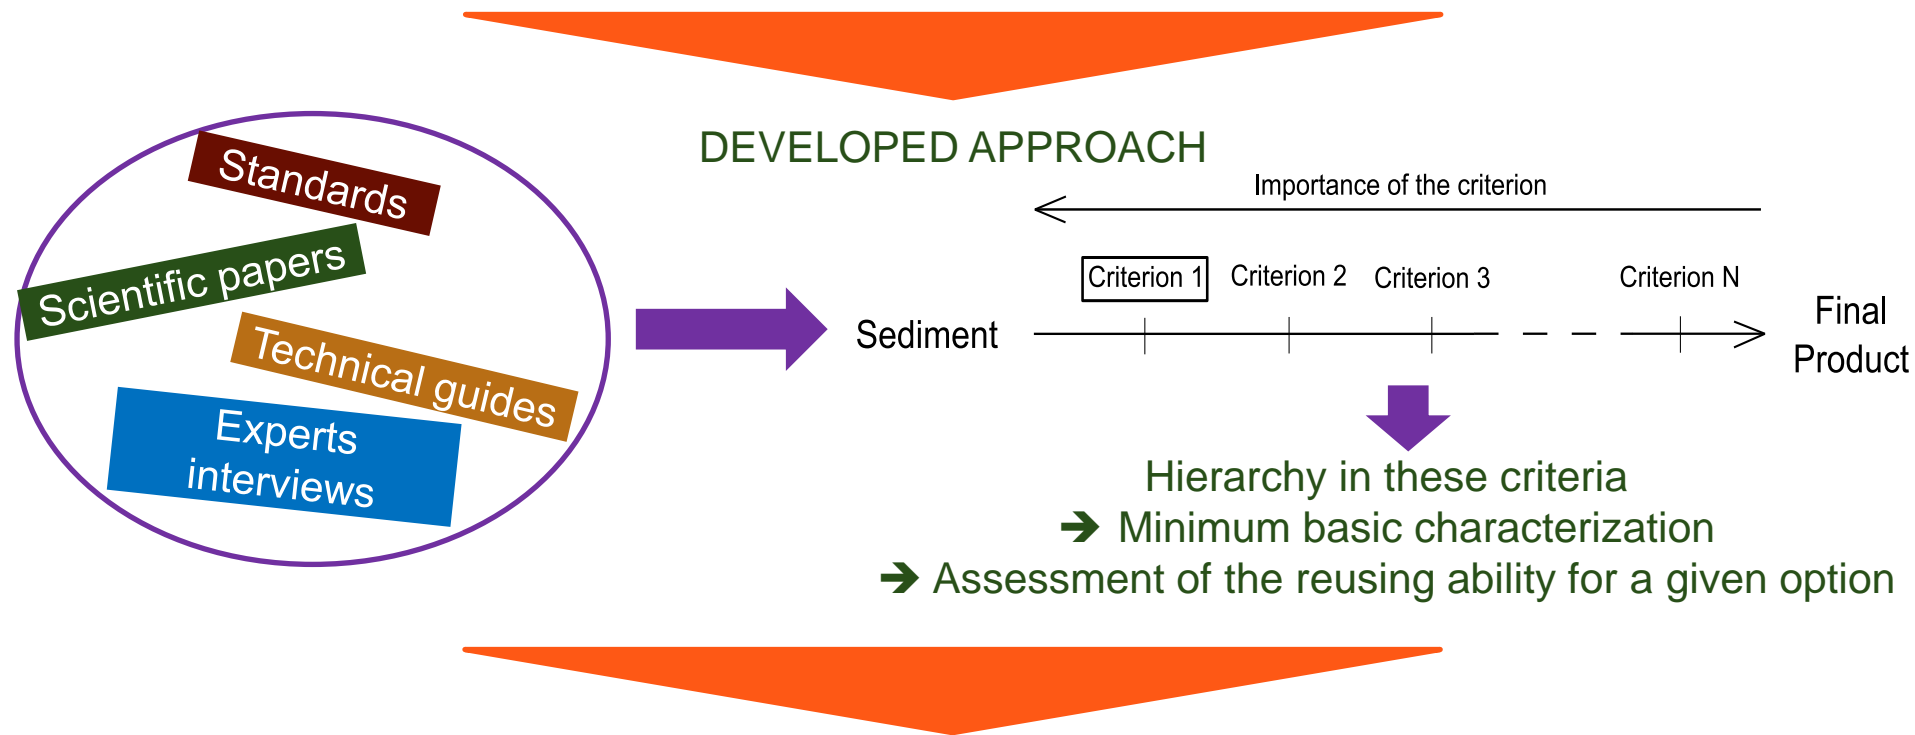 DEVELOPED APPROACH
Standards
Scientific papers
Technical guides
Experts
interviews
Importance of the criterion
Criterion 1
Criterion 2
Criterion 3
Criterion N
Sediment
Final
Product
Hierarchy in these criteria
➔ Minimum basic characterization
➔ Assessment of the reusing ability for a given option